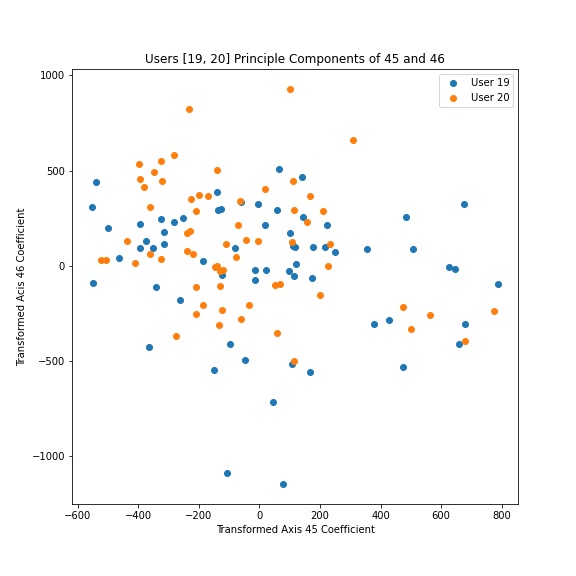 Users [19, 20] Principle Components of 45 and 46
User 19
User 20
1000
500
0
−500
−1000
Transformed Acis 46 Coefficient
−600 −400 −200 0 200 400 600 800
Transformed Axis 45 Coefficient